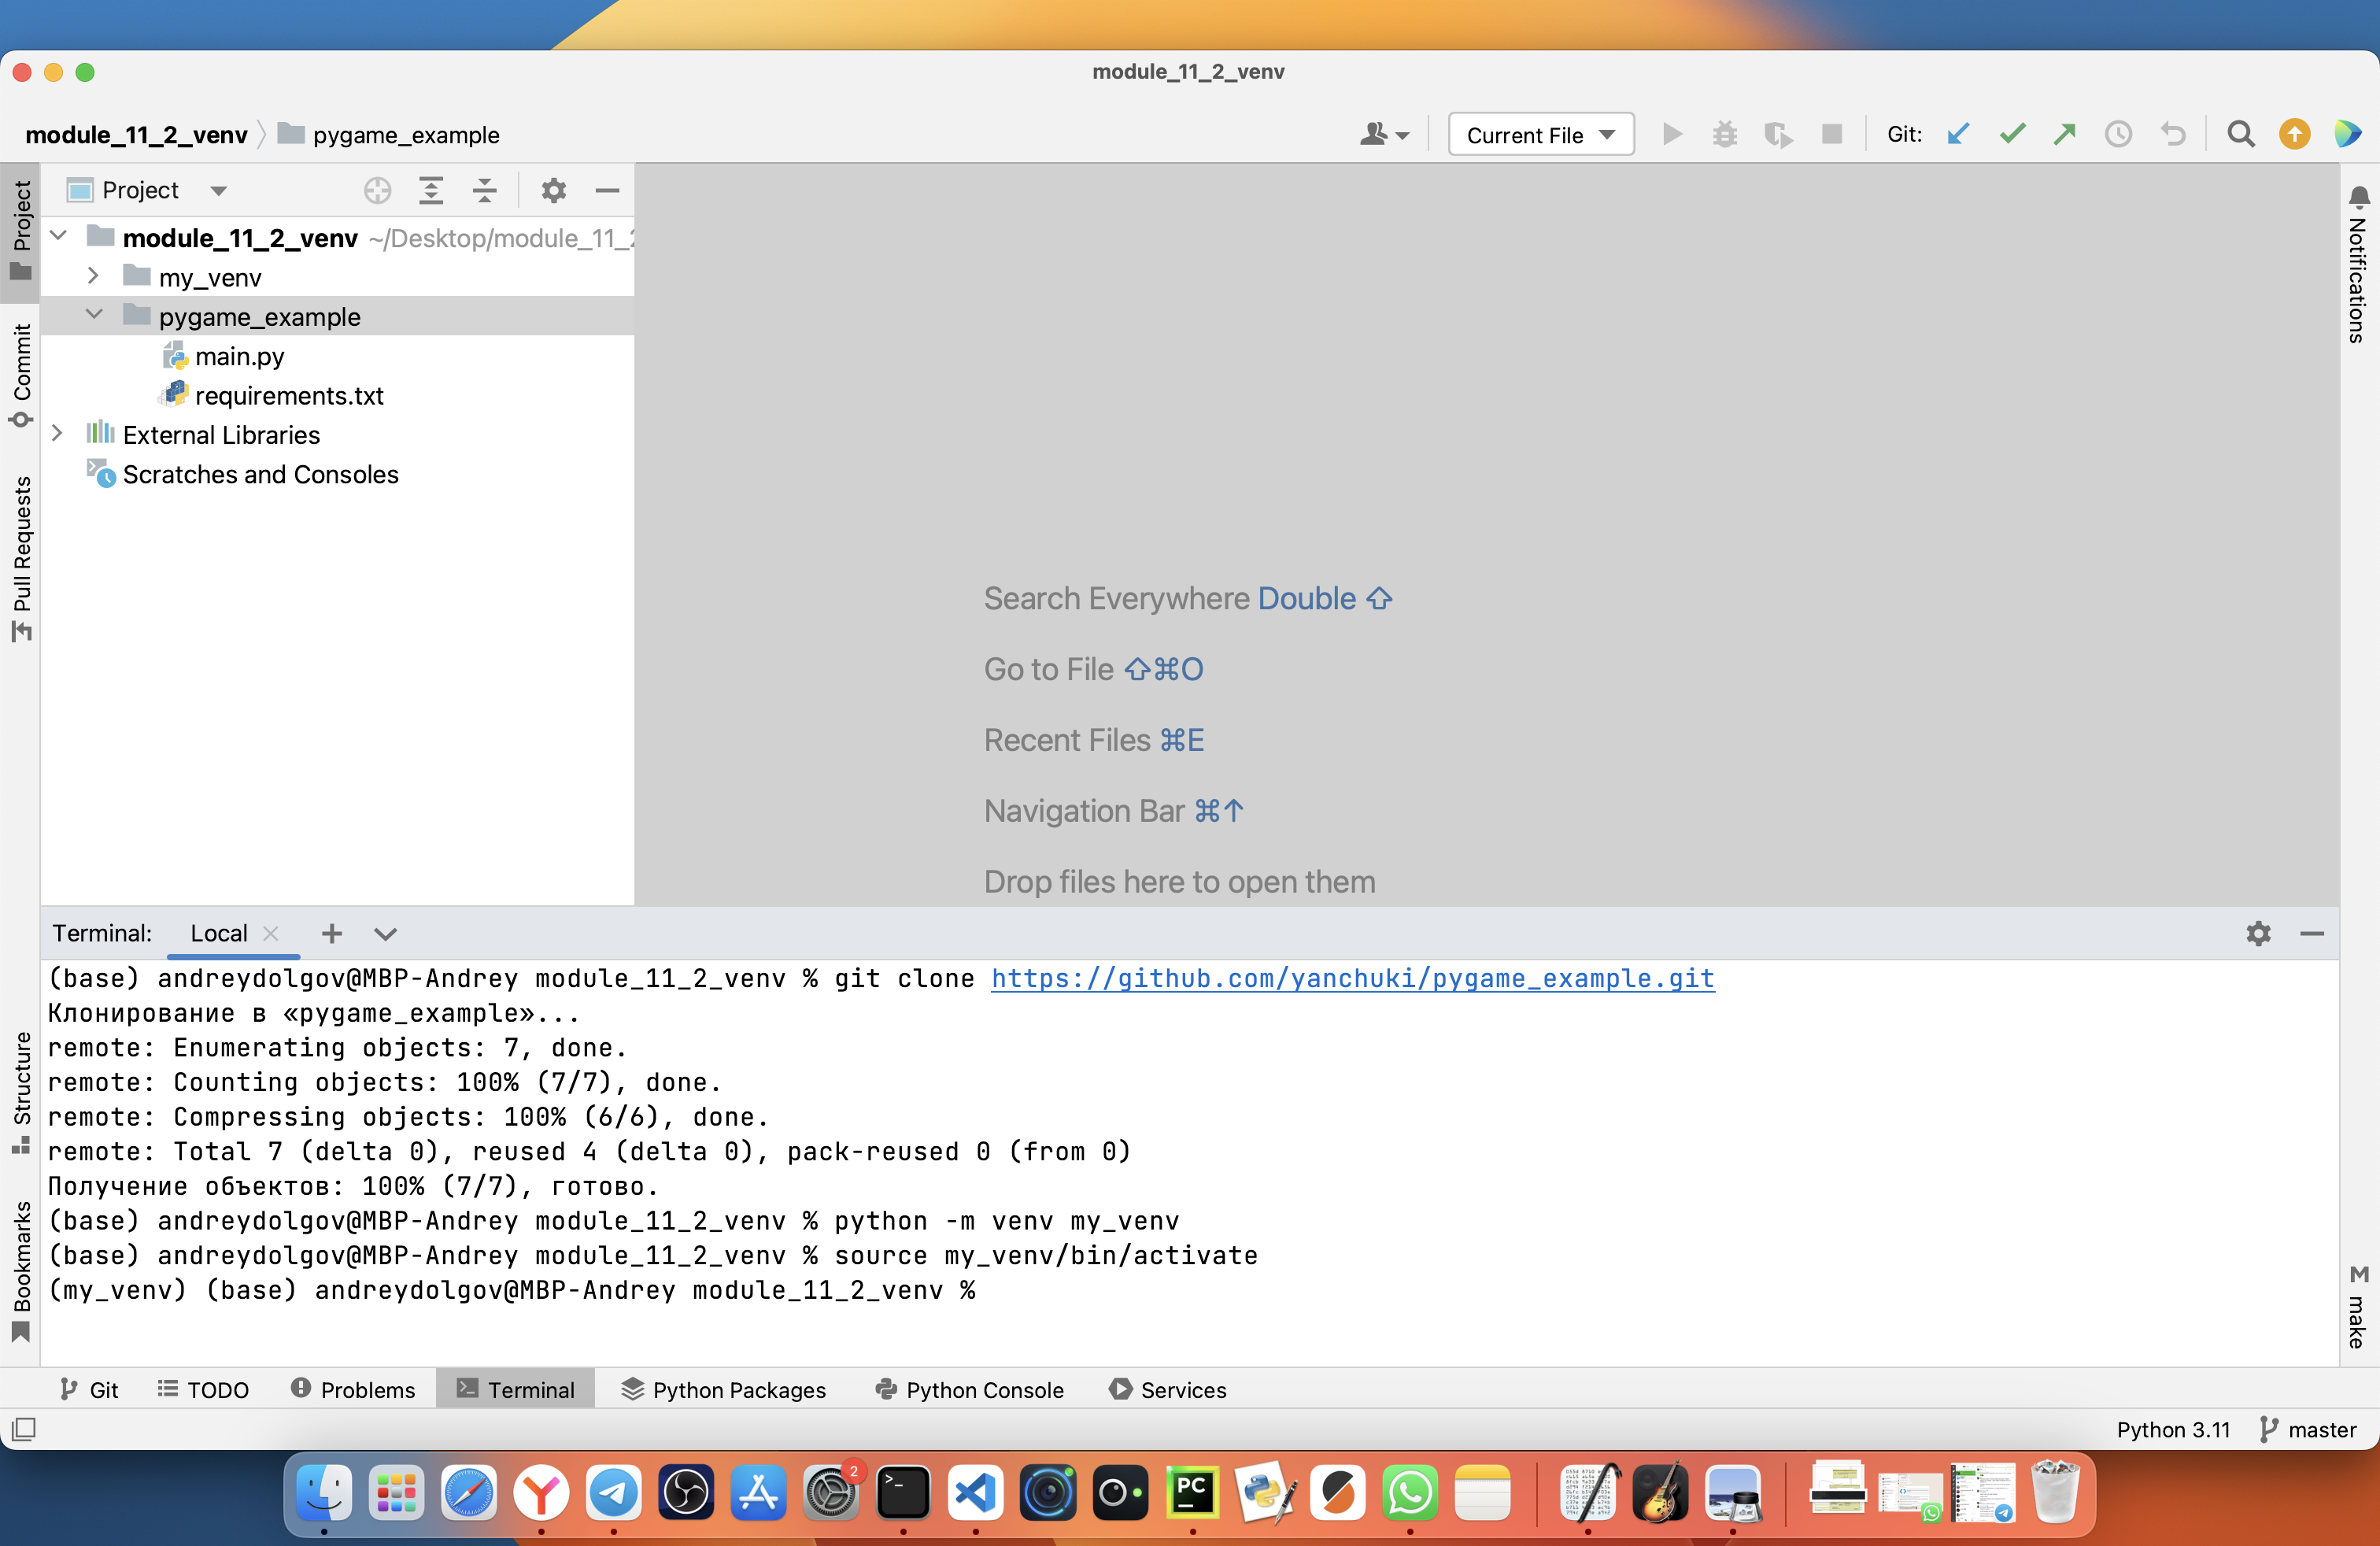 module_11_2_venv
module_11_2_venv pygame_example
Current File
Git:
Project
Project
Commit
Pull Requests
Structure
Bookmarks
module_11_2_venv ~/Desktop/module_11_2
my_venv
pygame_example
main.py
requirements.txt
External Libraries
Scratches and Consoles
Search Everywhere Double ⇧
Go to File ⇧⌘O
Recent Files ⌘E
Navigation Bar ⌘↑
Drop files here to open them
Notifications
make
Terminal: Local
(base) andreydolgov@MBP-Andrey module_11_2_venv % git clone https://github.com/yanchuki/pygame_example.git
Клонирование в «pygame_example»...
remote: Enumerating objects: 7, done.
remote: Counting objects: 100% (7/7), done.
remote: Compressing objects: 100% (6/6), done.
remote: Total 7 (delta 0), reused 4 (delta 0), pack-reused 0 (from 0)
Получение объектов: 100% (7/7), готово.
(base) andreydolgov@MBP-Andrey module_11_2_venv % python -m venv my_venv
(base) andreydolgov@MBP-Andrey module_11_2_venv % source my_venv/bin/activate
(my_venv) (base) andreydolgov@MBP-Andrey module_11_2_venv %
Git TODO Problems Terminal Python Packages Python Console Services
Python 3.11 master
2
PC